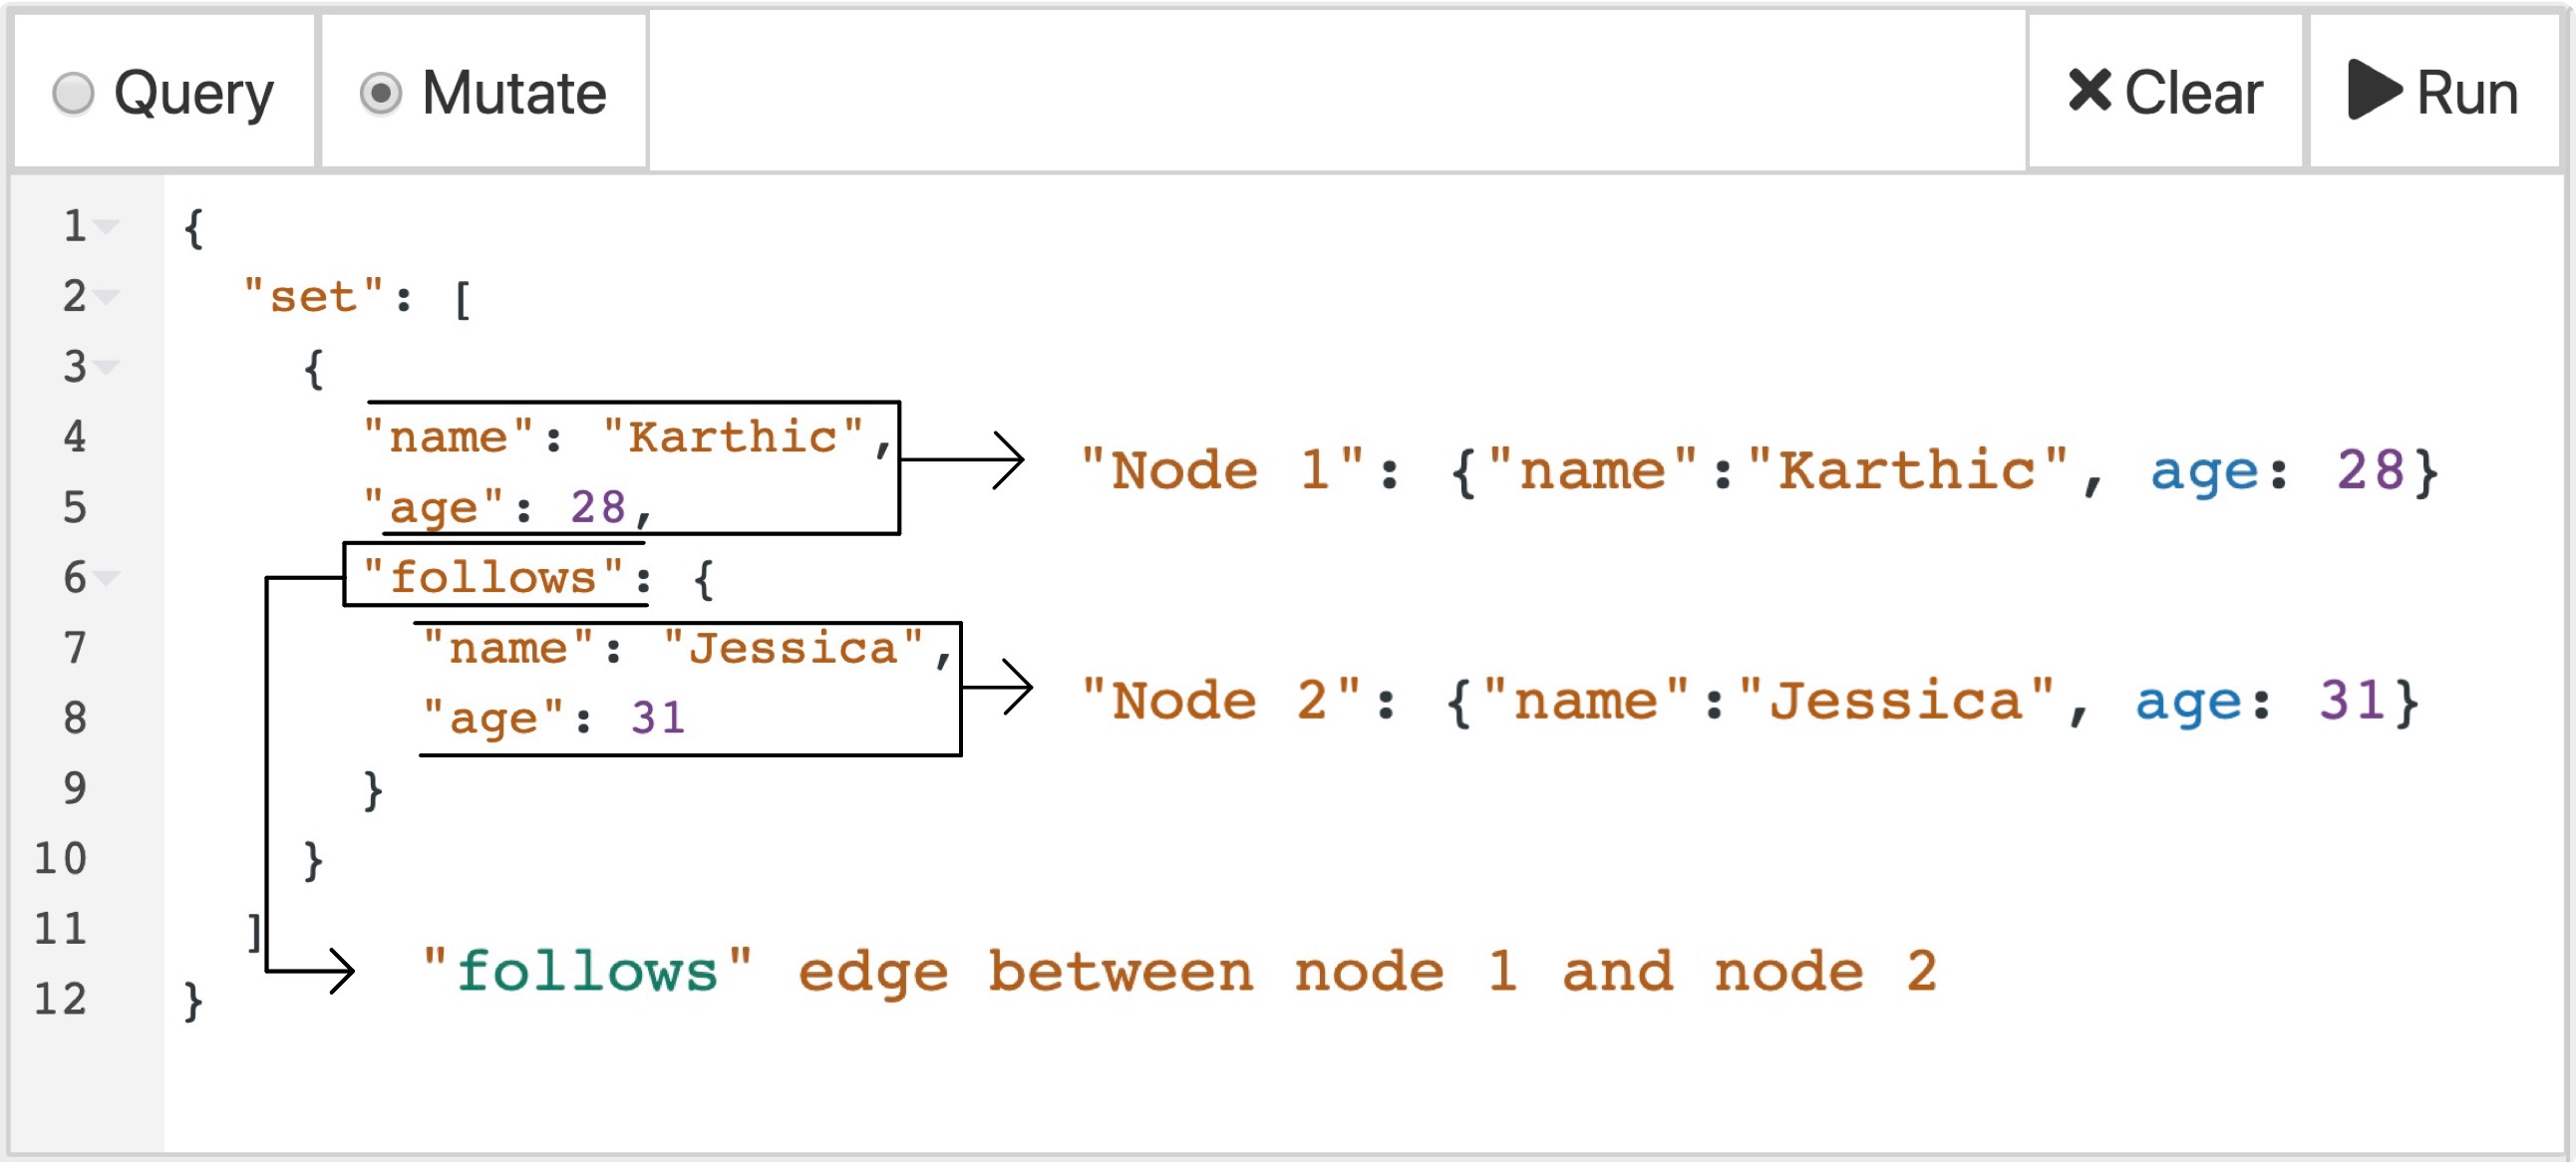 Query Mutate Clear Run
1 {
2 "set": [
3 {
4 "name": "Karthic", "Node 1": {"name":"Karthic", age: 28}
5 "age": 28,
6 "follows": {
7 "name": "Jessica", "Node 2": {"name":"Jessica", age: 31}
8 "age": 31
9 }
10 }
11 ]
"follows" edge between node 1 and node 2
12 }